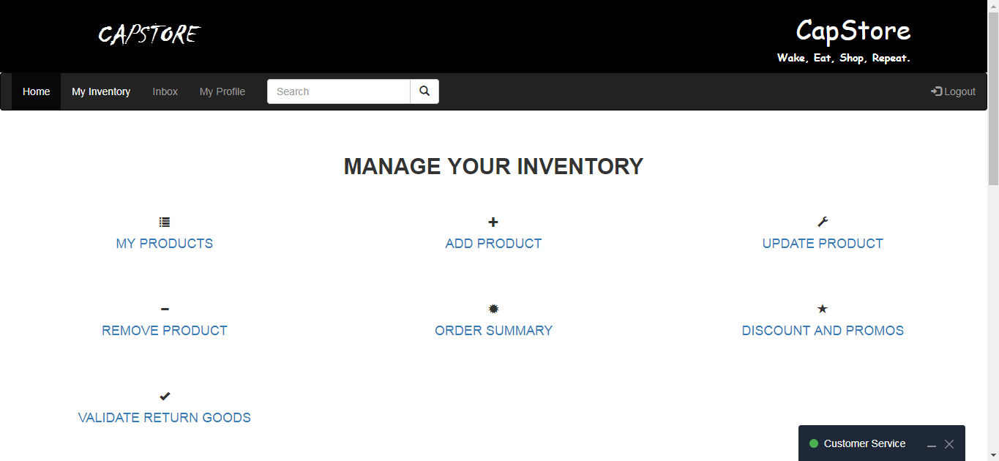 CAPSTORE
CapStore
Wake, Eat, Shop, Repeat.
Home My Inventory Inbox My Profile Search Logout
MANAGE YOUR INVENTORY
MY PRODUCTS ADD PRODUCT UPDATE PRODUCT
REMOVE PRODUCT ORDER SUMMARY DISCOUNT AND PROMOS
VALIDATE RETURN GOODS
Customer Service